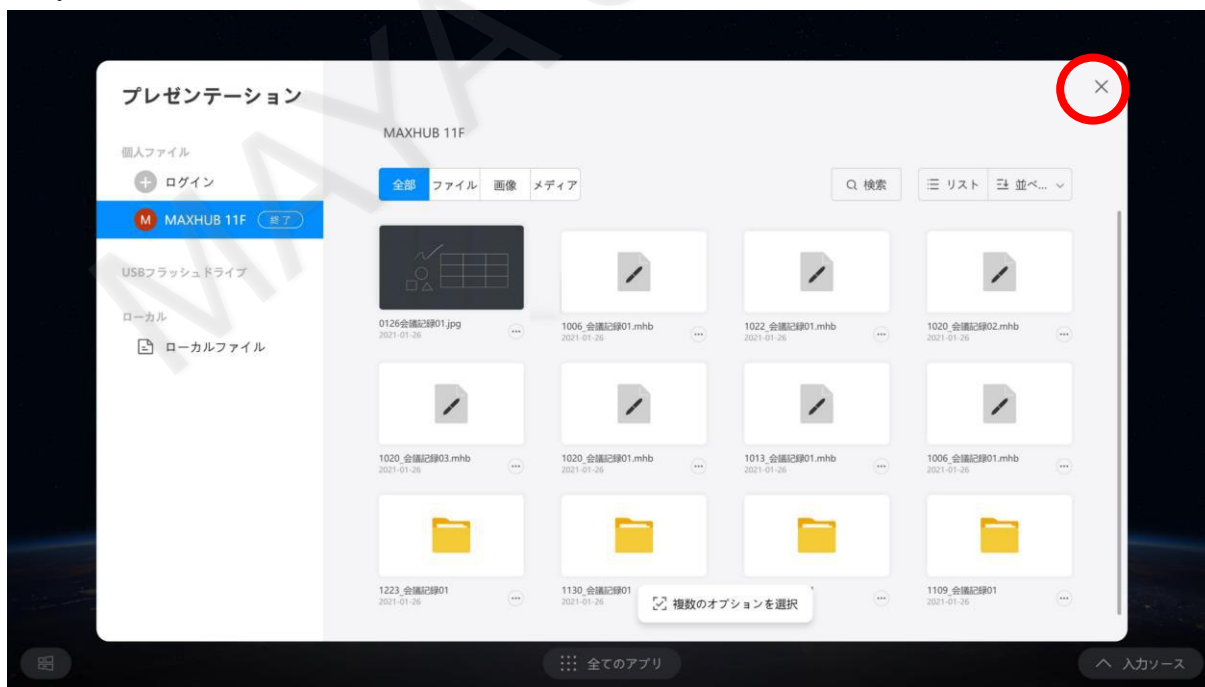 プレゼンテーション
個人ファイル
ログイン
M MAXHUB 11F 終了
USBフラッシュドライブ
ローカル
ローカルファイル
MAXHUB 11F
全部 ファイル 画像 メディア
検索 リスト 並べ...
0126会議記録01.jpg
2021-01-26
1006_会議記録01.mhb
2021-01-26
1022_会議記録01.mhb
2021-01-26
1020_会議記録02.mhb
2021-01-26
1020_会議記録03.mhb
2021-01-26
1020_会議記録01.mhb
2021-01-26
1013_会議記録01.mhb
2021-01-26
1006_会議記録01.mhb
2021-01-26
1223_会議記録01
2021-01-26
1130_会議記録01
2021-01-26
1109_会議記録01
2021-01-26
複数のオプションを選択
全てのアプリ
入力ソース